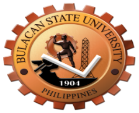 BULACAN STATE UNIVERSITY
1904
PHILIPPINES